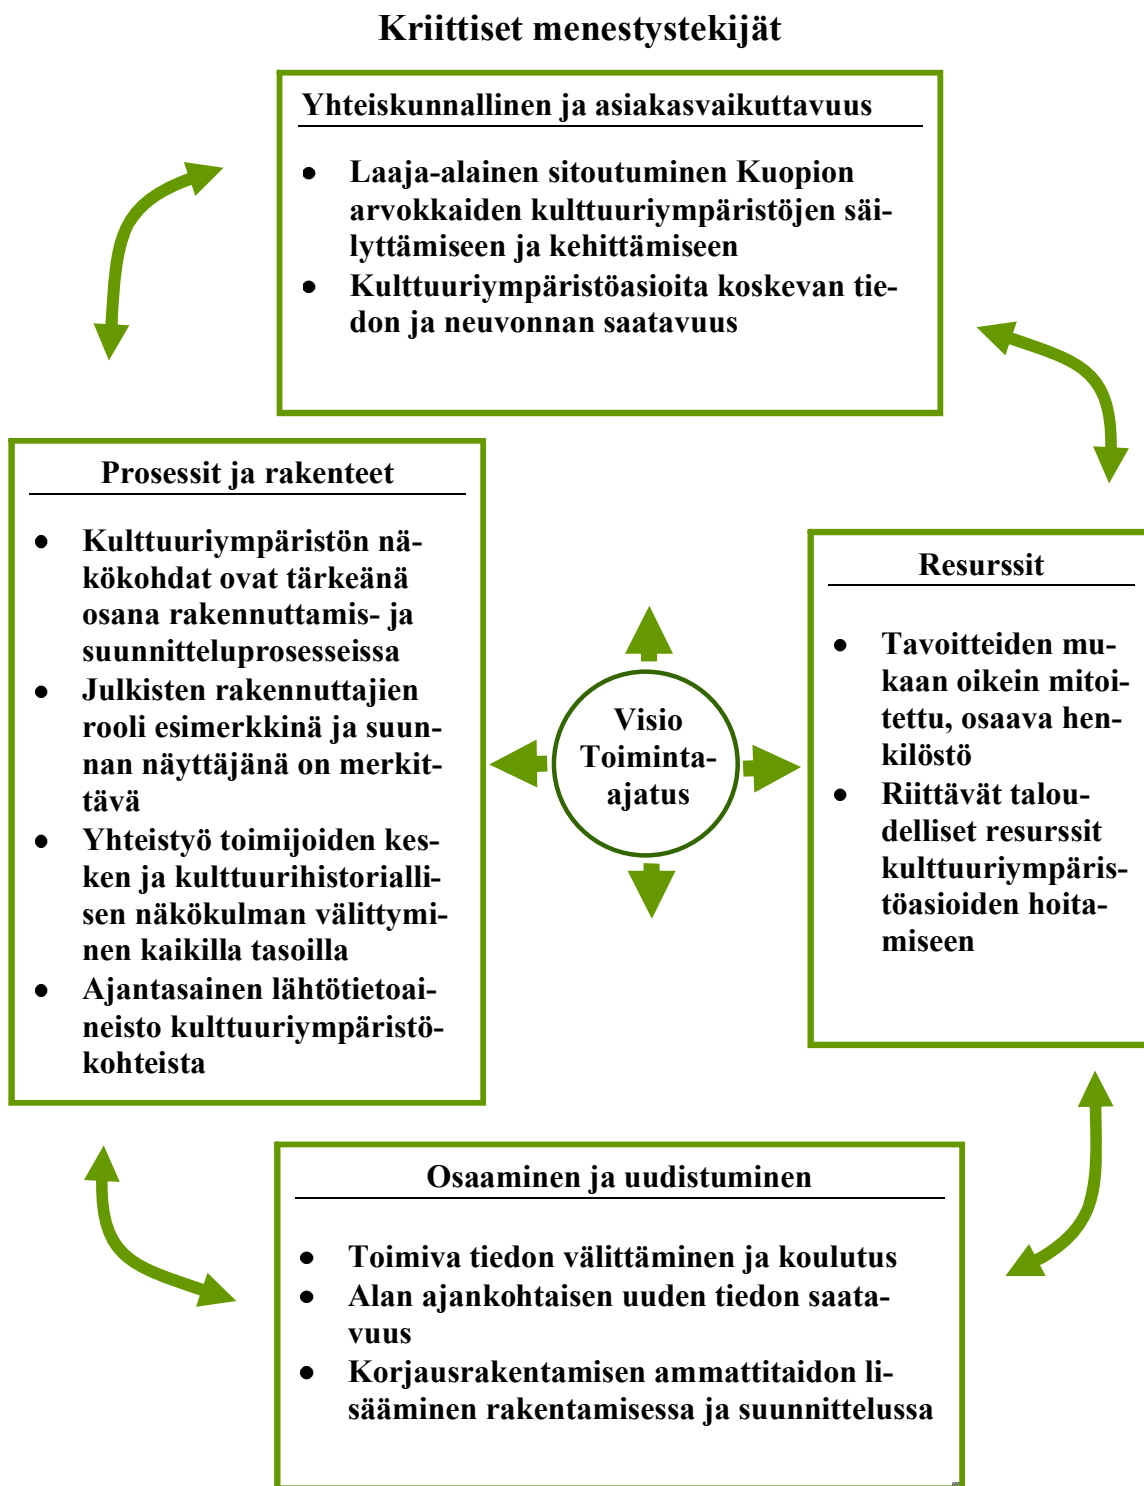 Kriittiset menestystekijät
Yhteiskunnallinen ja asiakasvaikuttavuus
• Laaja-alainen sitoutuminen Kuopion
arvokkaiden kulttuuriympäristöjen säi-
lyttämiseen ja kehittämiseen
• Kulttuuriympäristöasioita koskevan tie-
don ja neuvonnan saatavuus
Prosessit ja rakenteet
• Kulttuuriympäristön nä-
kökohdat ovat tärkeänä
osana rakennuttamis- ja
suunnitteluprosesseissa
• Julkisten rakennuttajien
rooli esimerkkinä ja suun-
nan näyttäjänä on merkit-
tävä
• Yhteistyö toimijoiden kes-
ken ja kulttuurihistorialli-
sen näkökulman välittymi-
nen kaikilla tasoilla
• Ajantasainen lähtötietoai-
neisto kulttuuriympäristö-
kohteista
Visio
Toiminta-
ajatus
Resurssit
• Tavoitteiden mu-
kaan oikein mitoi-
tettu, osaava hen-
kilöstö
• Riittävät talou-
delliset resurssit
kulttuuriympäris-
töasioiden hoita-
miseen
Osaaminen ja uudistuminen
• Toimiva tiedon välittäminen ja koulutus
• Alan ajankohtaisen uuden tiedon saata-
vuus
• Korjausrakentamisen ammattitaidon li-
sääminen rakentamisessa ja suunnittelussa